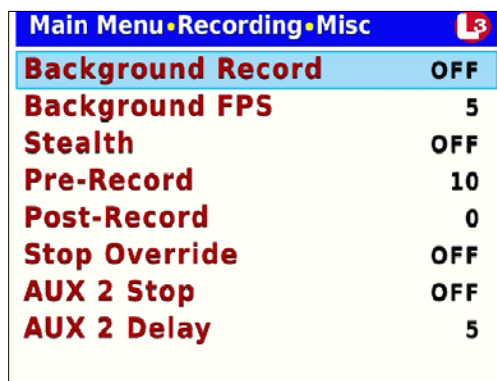 Main Menu•Recording•Misc L3
Background Record OFF
Background FPS 5
Stealth OFF
Pre-Record 10
Post-Record 0
Stop Override OFF
AUX 2 Stop OFF
AUX 2 Delay 5